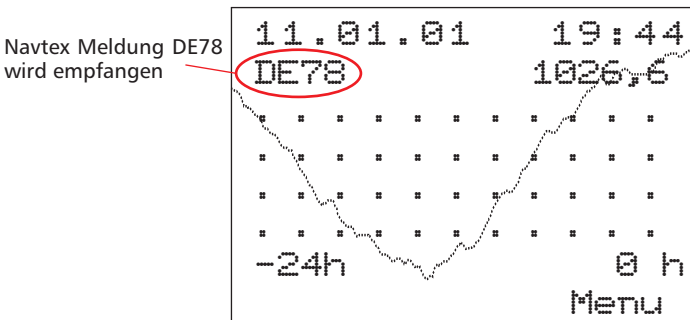 Navtex Meldung DE78
wird empfangen
11.01.01 19:44
DE78 1026,6
-24h 0 h
Menu